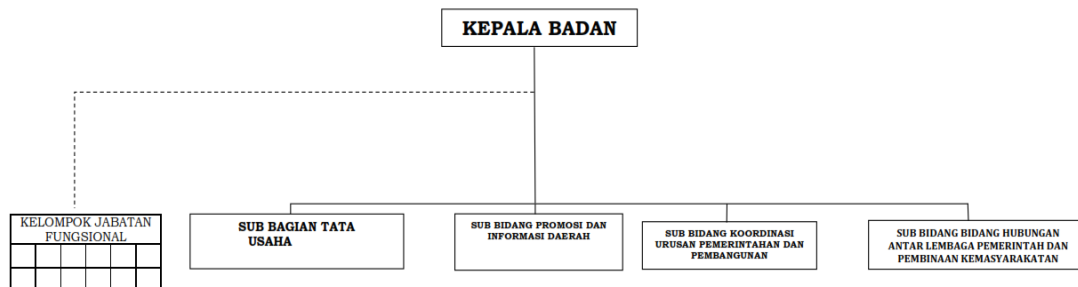 KEPALA BADAN
KELOMPOK JABATAN
FUNGSIONAL
SUB BAGIAN TATA
USAHA
SUB BIDANG PROMOSI DAN
INFORMASI DAERAH
SUB BIDANG KOORDINASI
URUSAN PEMERINTAHAN DAN
PEMBANGUNAN
SUB BIDANG BIDANG HUBUNGAN
ANTAR LEMBAGA PEMERINTAH DAN
PEMBINAAN KEMASYARAKATAN